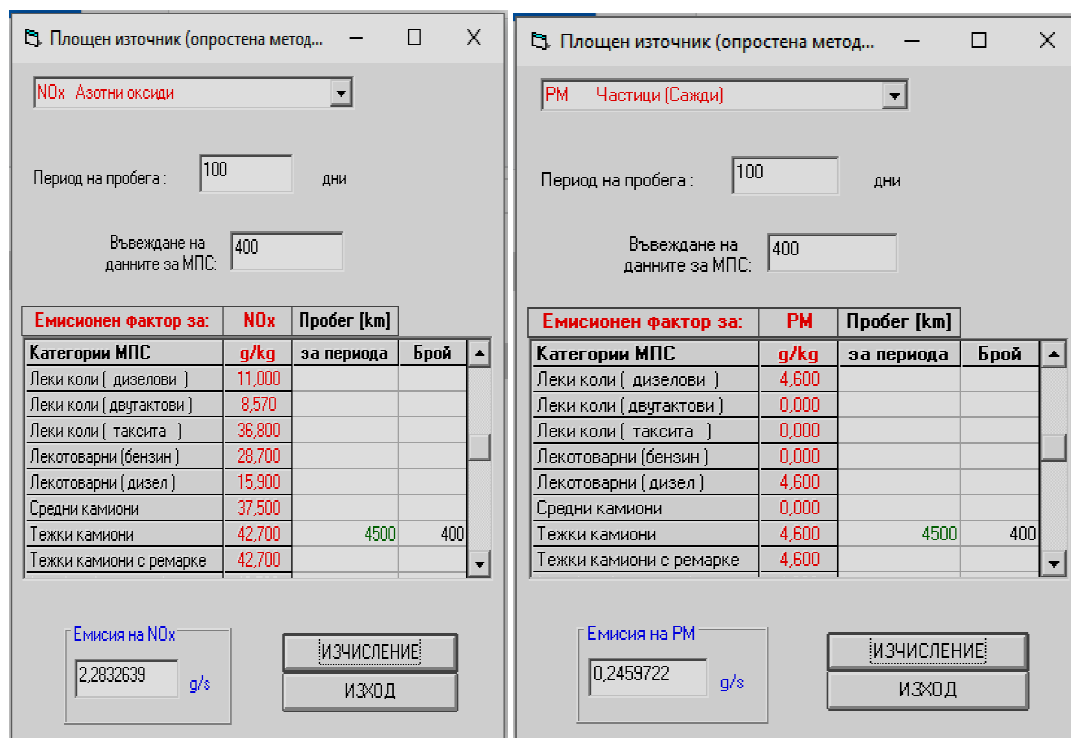 Площен източник (опростена метод...
NOx Азотни оксиди
Период на пробега : 100 дни
Въвеждане на
данните за МПС: 400
Емисионен фактор за: NOx Пробег [km]
Категории МПС g/kg за периода Брой
Леки коли ( дизелови ) 11,000
Леки коли ( двутактови ) 8,570
Леки коли ( таксита ) 36,800
Лекотоварни (бензин ) 28,700
Лекотоварни ( дизел ) 15,900
Средни камиони 37,500
Тежки камиони 42,700 4500 400
Тежки камиони с ремарке 42,700
Емисия на NOx
2,2832639 g/s
ИЗЧИСЛЕНИЕ
ИЗХОД
Площен източник (опростена метод...
PM Частици (Сажди)
Период на пробега : 100 дни
Въвеждане на
данните за МПС: 400
Емисионен фактор за: PM Пробег [km]
Категории МПС g/kg за периода Брой
Леки коли ( дизелови ) 4,600
Леки коли ( двутактови ) 0,000
Леки коли ( таксита ) 0,000
Лекотоварни (бензин ) 0,000
Лекотоварни ( дизел ) 4,600
Средни камиони 0,000
Тежки камиони 4,600 4500 400
Тежки камиони с ремарке 4,600
Емисия на PM
0,2459722 g/s
ИЗЧИСЛЕНИЕ
ИЗХОД